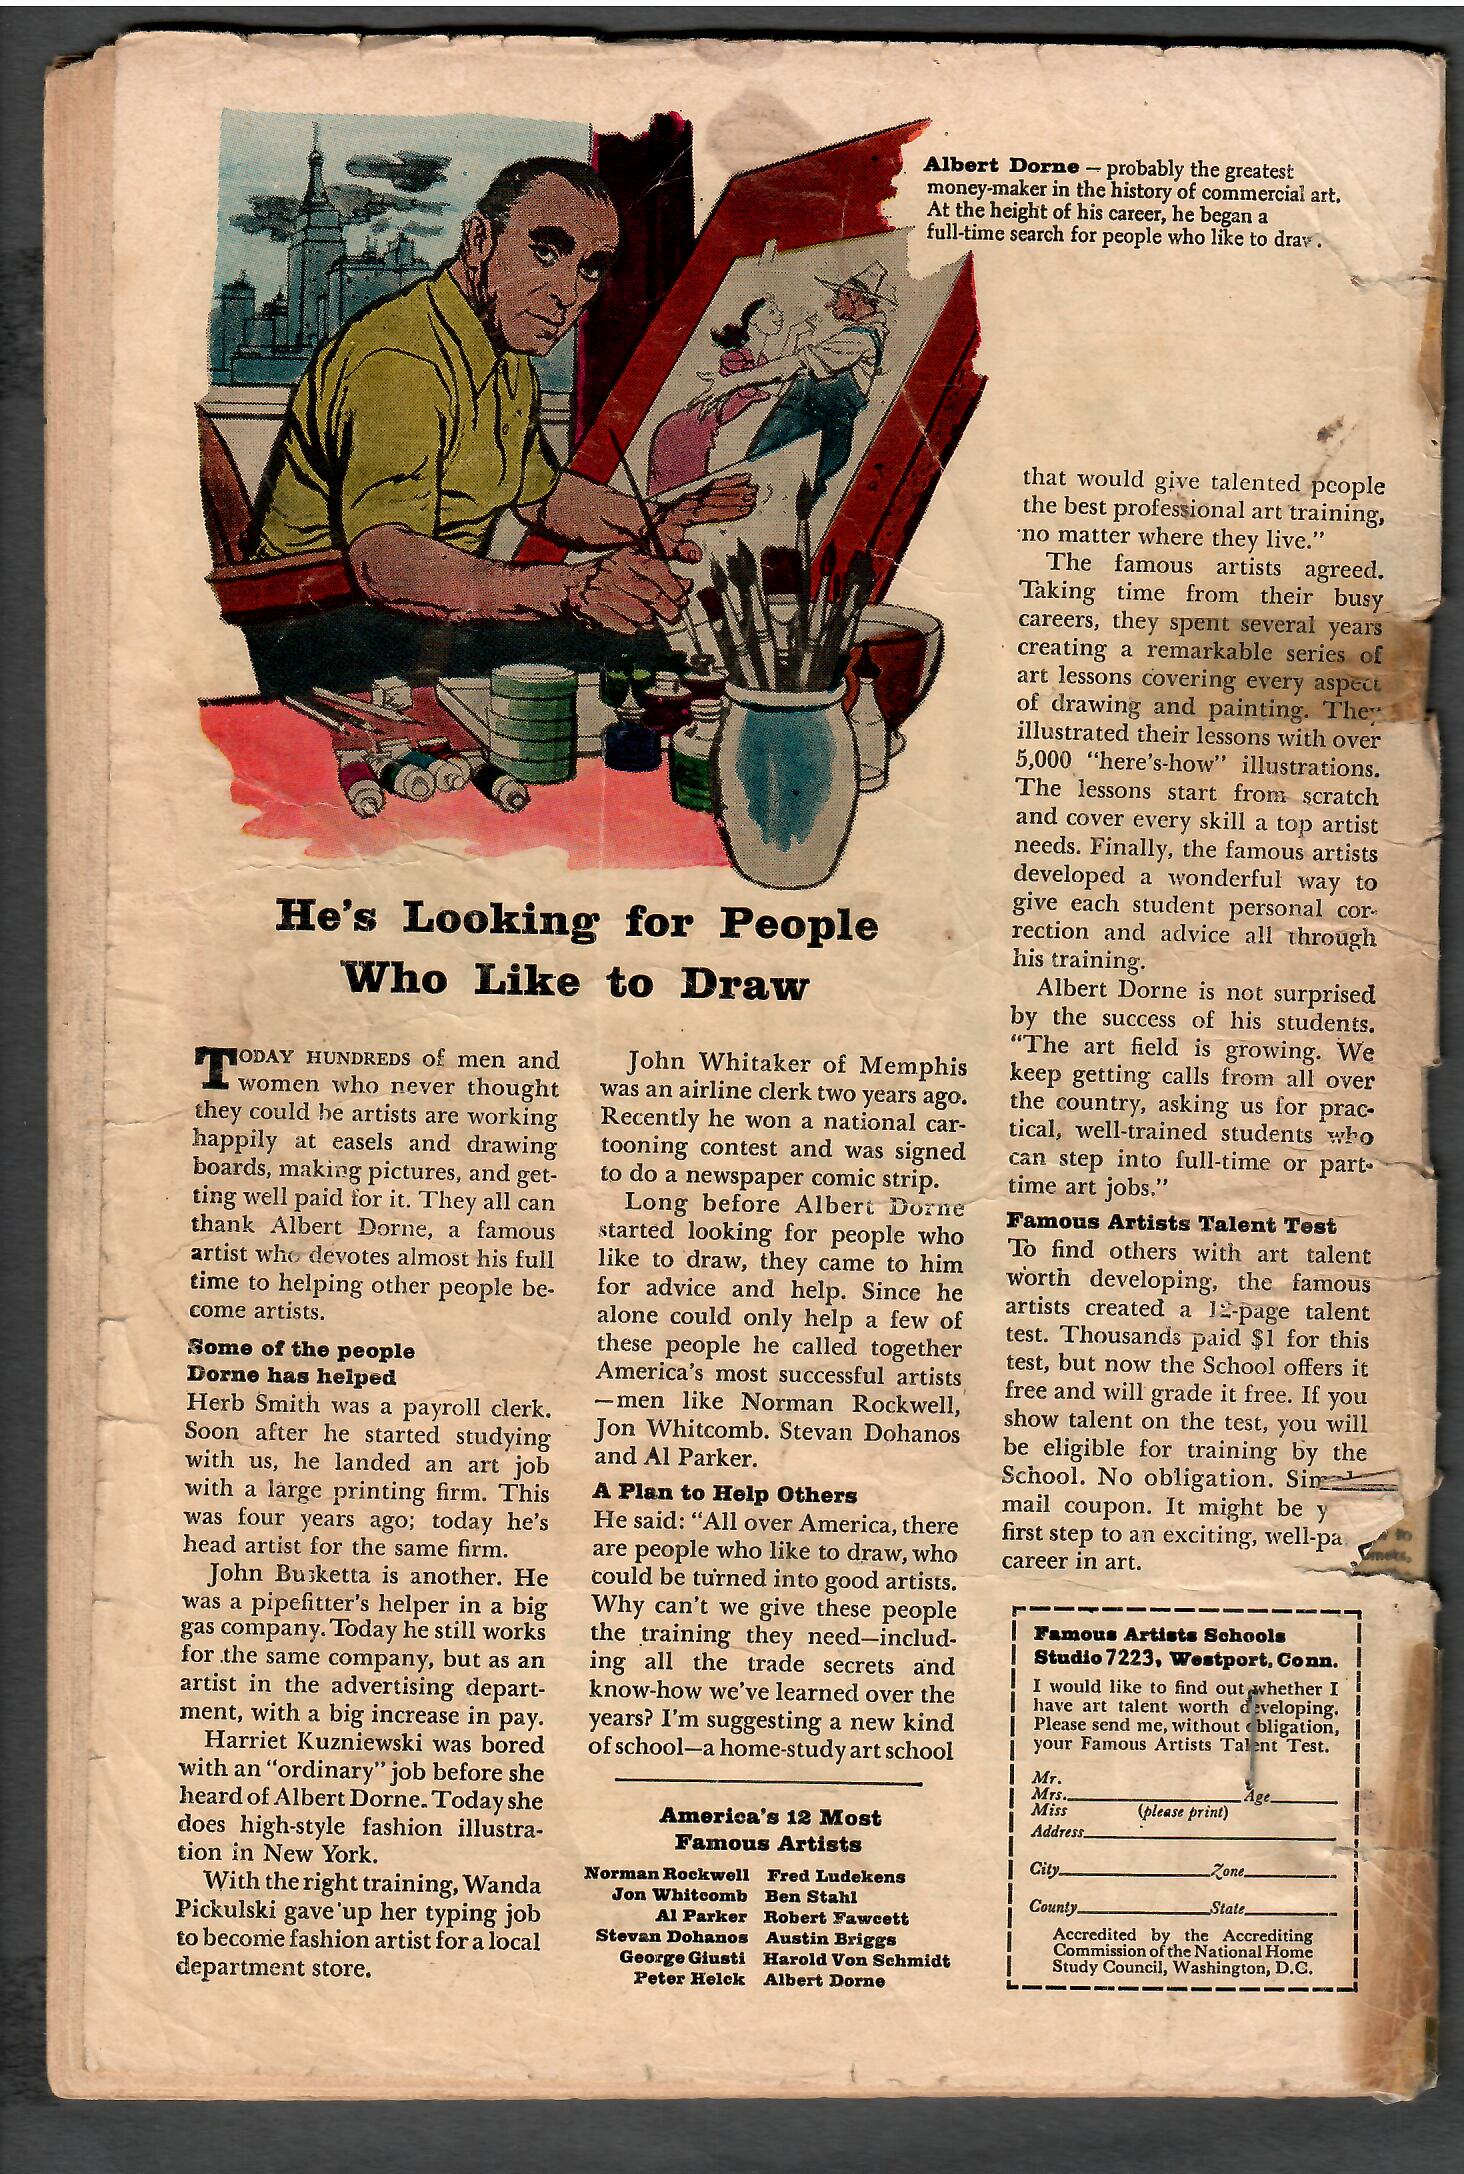 Albert Dorne – probably the greatest
money-maker in the history of commercial art.
At the height of his career, he began a
full-time search for people who like to draw.
He's Looking for People
Who Like to Draw
TODAY HUNDREDS of men and
women who never thought
they could be artists are working
happily at easels and drawing
boards, making pictures, and get-
ting well paid for it. They all can
thank Albert Dorne, a famous
artist who devotes almost his full
time to helping other people be-
come artists.
Some of the people
Dorne has helped
Herb Smith was a payroll clerk.
Soon after he started studying
with us, he landed an art job
with a large printing firm. This
was four years ago; today he's
head artist for the same firm.
John Busketta is another. He
was a pipefitter's helper in a big
gas company. Today he still works
for the same company, but as an
artist in the advertising depart-
ment, with a big increase in pay.
Harriet Kuzniewski was bored
with an "ordinary" job before she
heard of Albert Dorne. Today she
does high-style fashion illustra-
tion in New York.
With the right training, Wanda
Pickulski gave up her typing job
to become fashion artist for a local
department store.
John Whitaker of Memphis
was an airline clerk two years ago.
Recently he won a national car-
tooning contest and was signed
to do a newspaper comic strip.
Long before Albert Dorne
started looking for people who
like to draw, they came to him
for advice and help. Since he
alone could only help a few of
these people he called together
America's most successful artists
—men like Norman Rockwell,
Jon Whitcomb. Stevan Dohanos
and Al Parker.
A Plan to Help Others
He said: "All over America, there
are people who like to draw, who
could be turned into good artists.
Why can't we give these people
the training they need—includ-
ing all the trade secrets and
know-how we've learned over the
years? I'm suggesting a new kind
of school—a home-study art school
America's 12 Most
Famous Artists
Norman Rockwell Fred Ludekens
Jon Whitcomb Ben Stahl
Al Parker Robert Fawcett
Stevan Dohanos Austin Briggs
George Giusti Harold Von Schmidt
Peter Helck Albert Dorne
that would give talented people
the best professional art training,
no matter where they live."
The famous artists agreed.
Taking time from their busy
careers, they spent several years
creating a remarkable series of
art lessons covering every aspect
of drawing and painting. They
illustrated their lessons with over
5,000 "here's-how" illustrations.
The lessons start from scratch
and cover every skill a top artist
needs. Finally, the famous artists
developed a wonderful way to
give each student personal cor-
rection and advice all through
his training.
Albert Dorne is not surprised
by the success of his students.
"The art field is growing. We
keep getting calls from all over
the country, asking us for prac-
tical, well-trained students who
can step into full-time or part-
time art jobs."
Famous Artists Talent Test
To find others with art talent
worth developing, the famous
artists created a 12-page talent
test. Thousands paid $1 for this
test, but now the School offers it
free and will grade it free. If you
show talent on the test, you will
be eligible for training by the
School. No obligation.
mail coupon. It might be
first step to an exciting,
career in art.
Famous Artists Schools
Studio 7223, Westport, Conn.
I would like to find out whether I
have art talent worth developing.
Please send me, without obligation,
your Famous Artists Talent Test.
Mr.
Mrs. Age
Miss (please print)
Address
City Zone
County State
Accredited by the Accrediting
Commission of the National Home
Study Council, Washington, D.C.